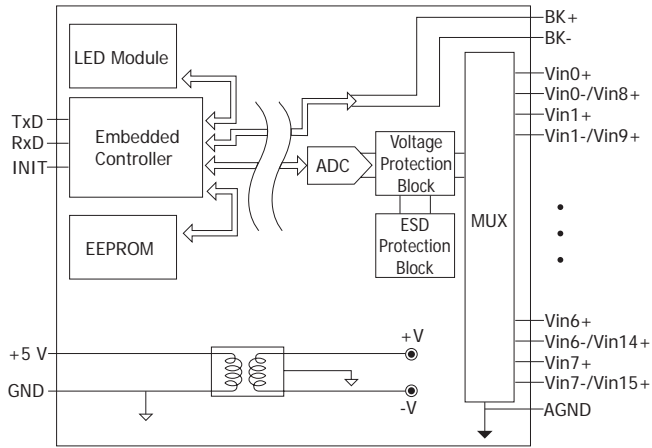 BK+
BK-
LED Module
TxD
RxD
INIT
Embedded
Controller
EEPROM
ADC
Voltage
Protection
Block
ESD
Protection
Block
MUX
Vin0+
Vin0-/Vin8+
Vin1+
Vin1-/Vin9+
Vin6+
Vin6-/Vin14+
Vin7+
Vin7-/Vin15+
AGND
+5 V
GND
+V
-V